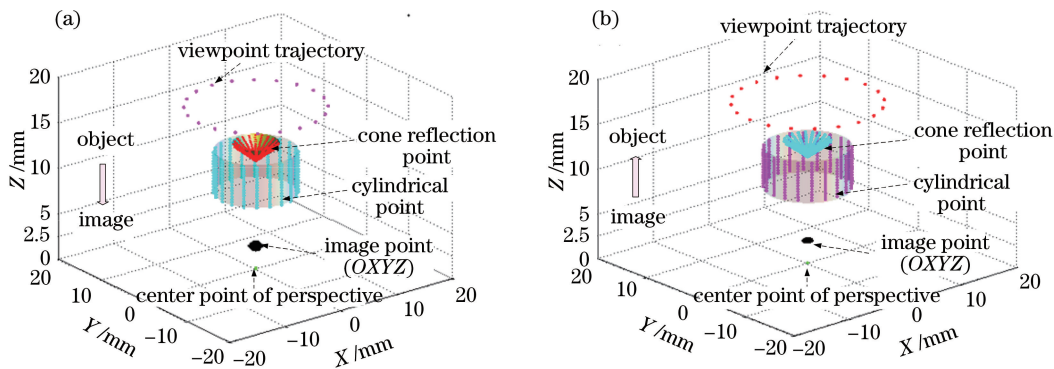 (a)
viewpoint trajectory
20
15
10
5
2.5
0
Z /mm
object
image
cone reflection
point
cylindrical
point
image point
(OXYZ)
center point of perspective
20
10
0
−10
−20
Y /mm
−20
−10
0
10
20
X /mm
(b)
viewpoint trajectory
20
15
10
5
2.5
0
Z /mm
object
image
cone reflection
point
cylindrical
point
image point
(OXYZ)
center point of perspective
20
10
0
−10
−20
Y /mm
−20
−10
0
10
20
X /mm